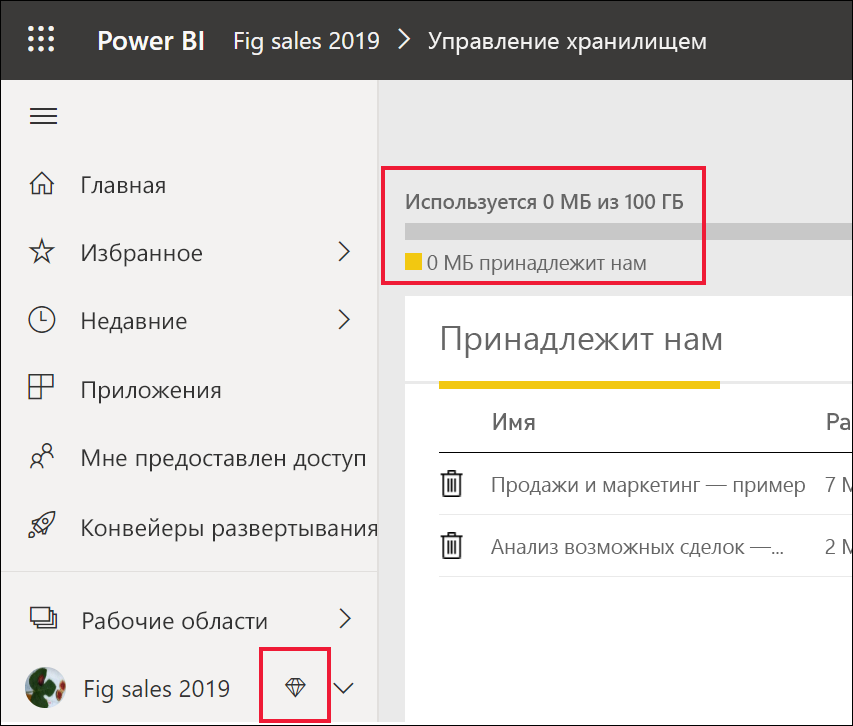 Power BI Fig sales 2019 > Управление хранилищем
Главная
Избранное
Недавние
Приложения
Мне предоставлен доступ
Конвейеры развертывания
Рабочие области
Fig sales 2019
Используется 0 МБ из 100 ГБ
0 МБ принадлежит нам
Принадлежит нам
Имя Ра
Продажи и маркетинг — пример 7 М
Анализ возможных сделок —... 2 М